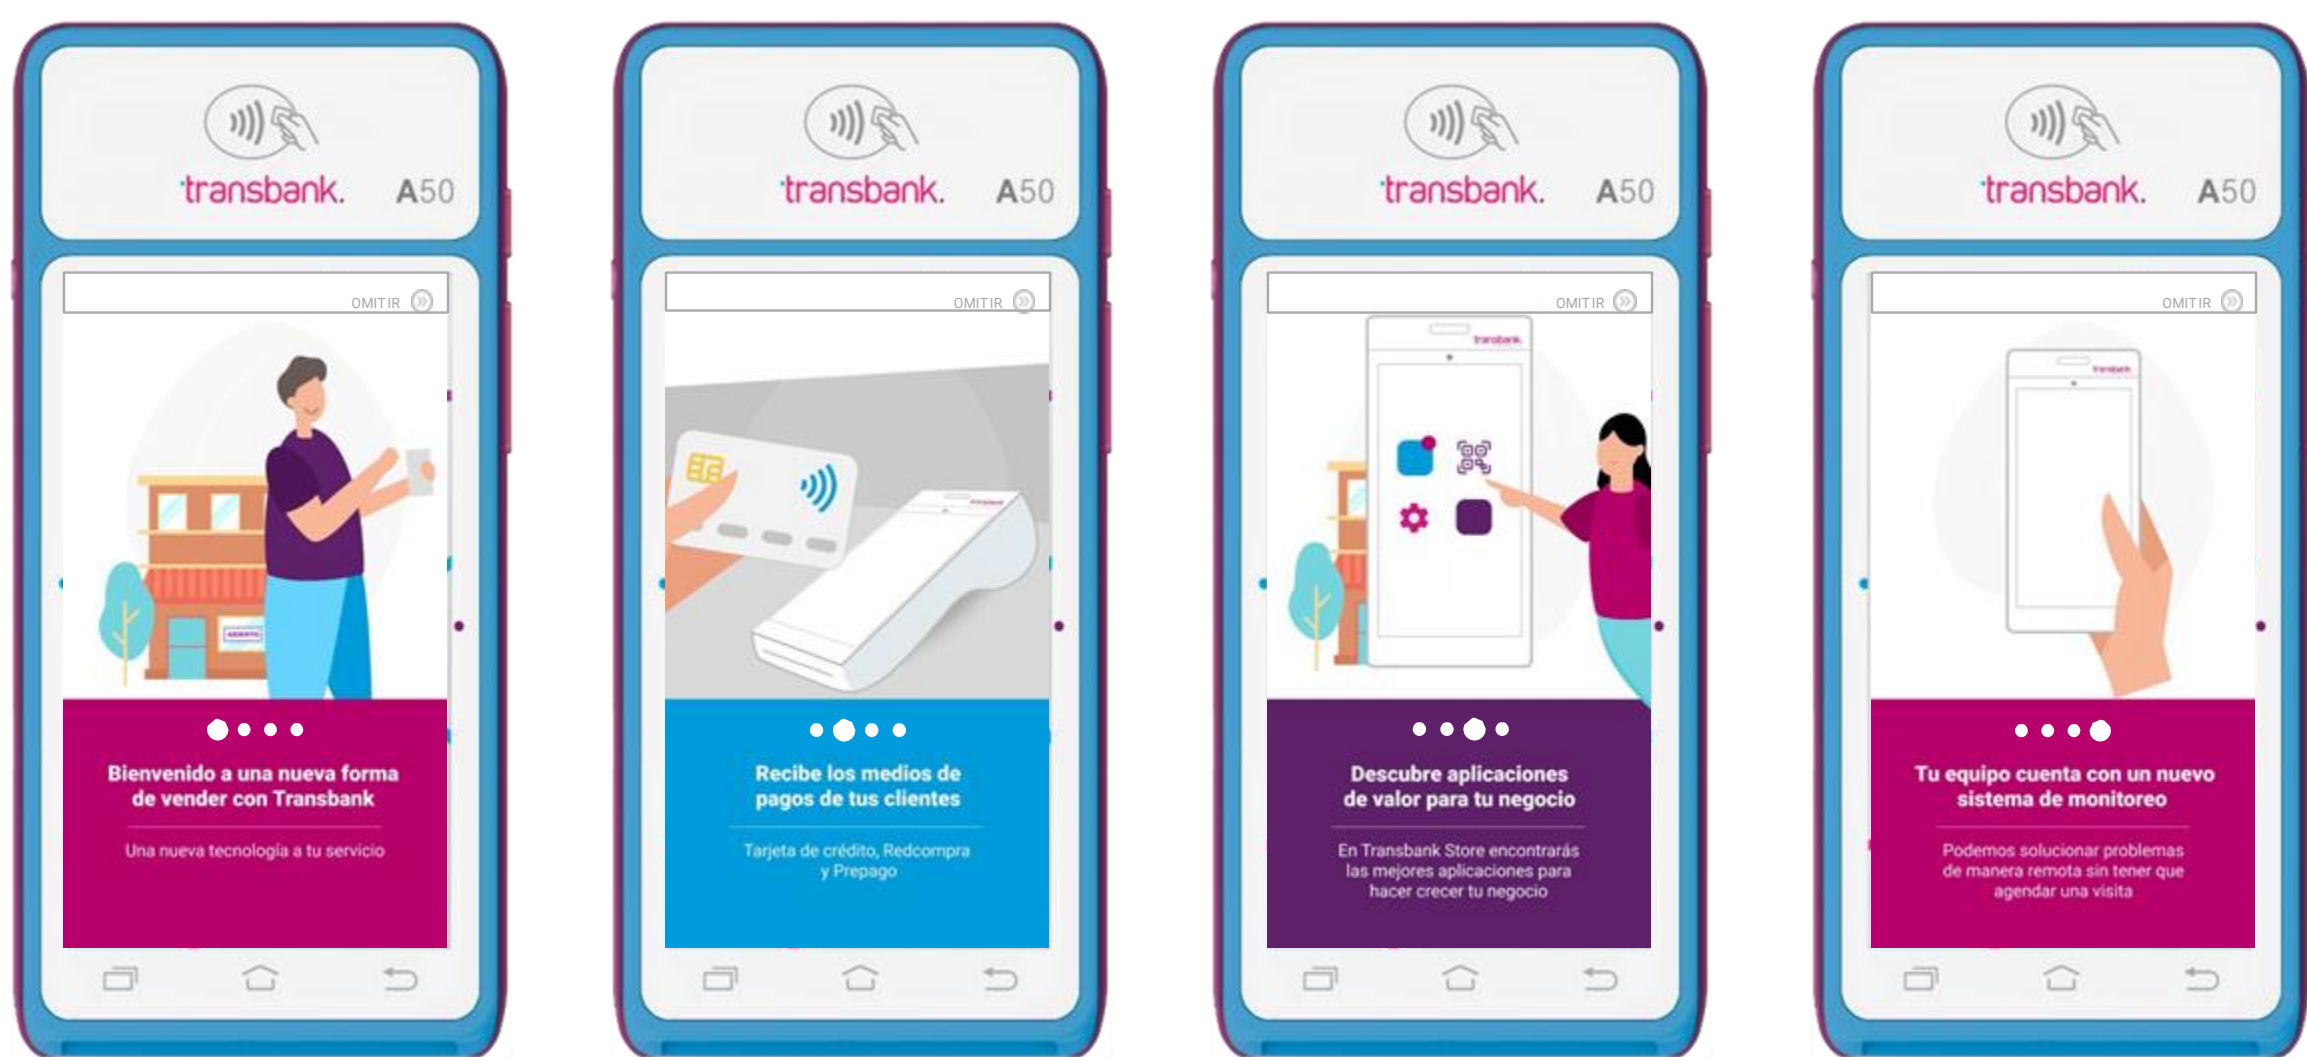 transbank.
A50
OMITIR
ABIERTO
Bienvenido a una nueva forma
de vender con Transbank
Una nueva tecnología a tu servicio
transbank.
A50
OMITIR
transbank.
Recibe los medios de
pagos de tus clientes
Tarjeta de crédito, Redcompra
y Prepago
transbank.
A50
OMITIR
transbank.
Descubre aplicaciones
de valor para tu negocio
En Transbank Store encontrarás
las mejores aplicaciones para
hacer crecer tu negocio
transbank.
A50
OMITIR
transbank.
Tu equipo cuenta con un nuevo
sistema de monitoreo
Podemos solucionar problemas
de manera remota sin tener que
agendar una visita